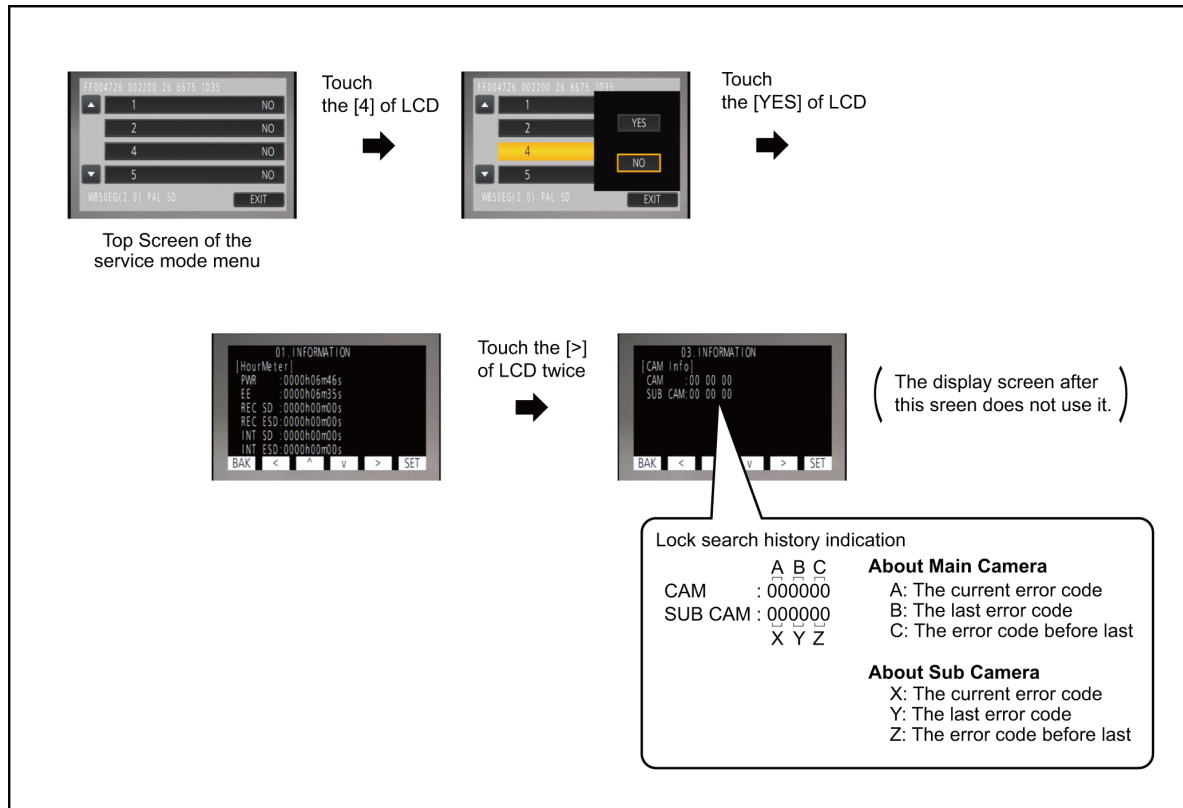 FF004726 002200 26 6675 1D35
1 NO
2 NO
4 NO
5 NO
W850EG(2.0) PAL SD EXIT
Top Screen of the
service mode menu
Touch
the [4] of LCD
FF004726 002200 26 6675 1D35
1
2
4
5
YES
NO
W850EG(2.0) PAL SD EXIT
Touch
the [YES] of LCD
01.INFORMATION
[HourMeter]
PWR :0000h06m46s
EE :0000h06m35s
REC SD :0000h00m00s
REC ESD:0000h00m00s
INT SD :0000h00m00s
INT ESD:0000h00m00s
BAK < ^ v > SET
Touch the [>]
of LCD twice
03.INFORMATION
[CAM Info]
CAM :00 00 00
SUB CAM:00 00 00
BAK < v > SET
The display screen after
this sreen does not use it.
Lock search history indication
A B C
CAM : 000000
SUB CAM : 000000
X Y Z
About Main Camera
A: The current error code
B: The last error code
C: The error code before last
About Sub Camera
X: The current error code
Y: The last error code
Z: The error code before last